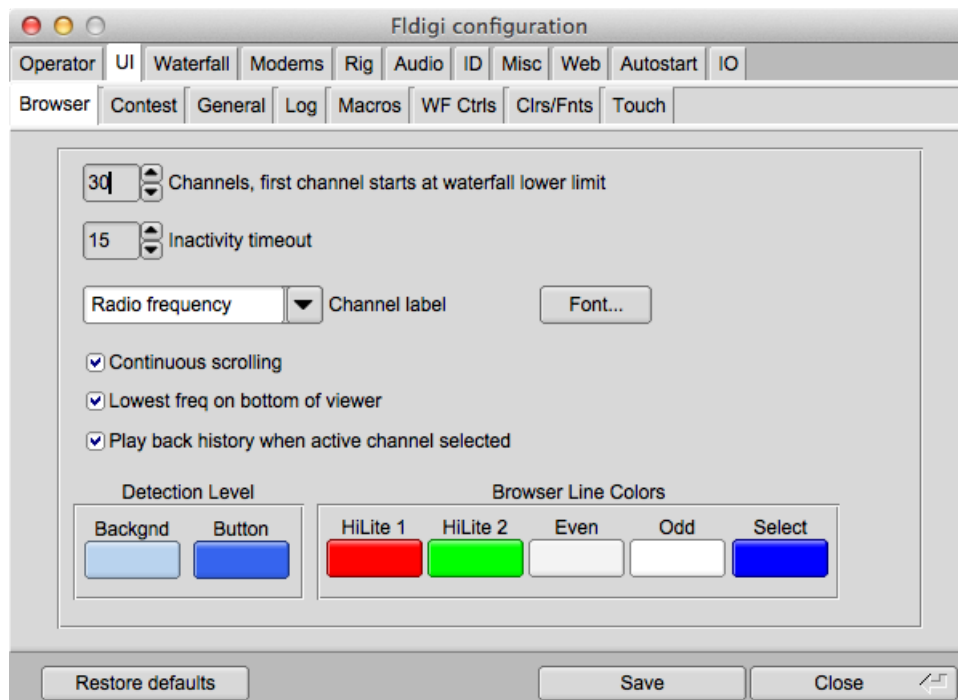 Fldigi configuration
Operator UI Waterfall Modems Rig Audio ID Misc Web Autostart IO
Browser Contest General Log Macros WF Ctrls Clrs/Fnts Touch
30 Channels, first channel starts at waterfall lower limit
15 Inactivity timeout
Radio frequency Channel label Font...
Continuous scrolling
Lowest freq on bottom of viewer
Play back history when active channel selected
Detection Level Browser Line Colors
Backgnd Button HiLite 1 HiLite 2 Even Odd Select
Restore defaults Save Close